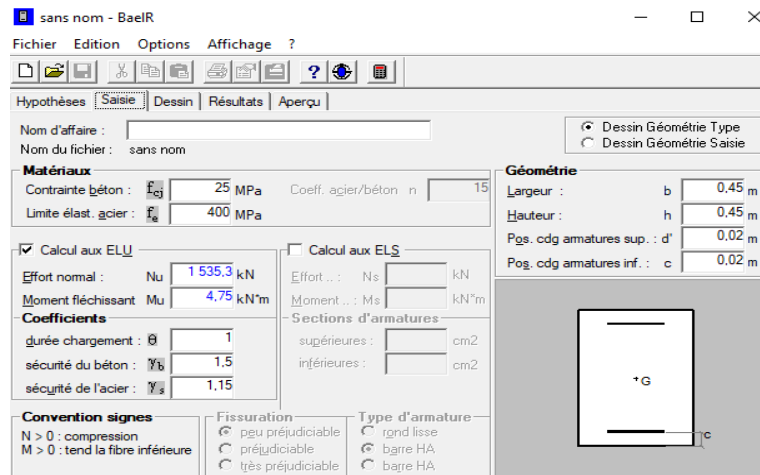 sans nom - BaelR
Fichier Edition Options Affichage ?
Hypothèses Saisie Dessin Résultats Aperçu
Nom d'affaire :
Nom du fichier : sans nom
Dessin Géométrie Type
Dessin Géométrie Saisie
Matériaux
Contrainte béton : fcj 25 MPa Coeff. acier/béton n 15
Limite élast. acier : fe 400 MPa
Géométrie
Largeur : b 0,45 m
Hauteur : h 0,45 m
Pos. cdg armatures sup. : d' 0,02 m
Pos. cdg armatures inf. : c 0,02 m
Calcul aux ELU
Effort normal : Nu 1 535,3 kN
Moment fléchissant Mu 4,75 kN*m
Calcul aux ELS
Effort .. : Ns kN
Moment .. : Ms kN*m
Coefficients
durée chargement : θ 1
sécurité du béton : γb 1,5
sécurité de l'acier : γs 1,15
Sections d'armatures
supérieures : cm2
inférieures : cm2
Convention signes
N > 0 : compression
M > 0 : tend la fibre inférieure
Fissuration
peu préjudiciable
préjudiciable
très préjudiciable
Type d'armature
rond lisse
barre HA
barre HA
+G
c